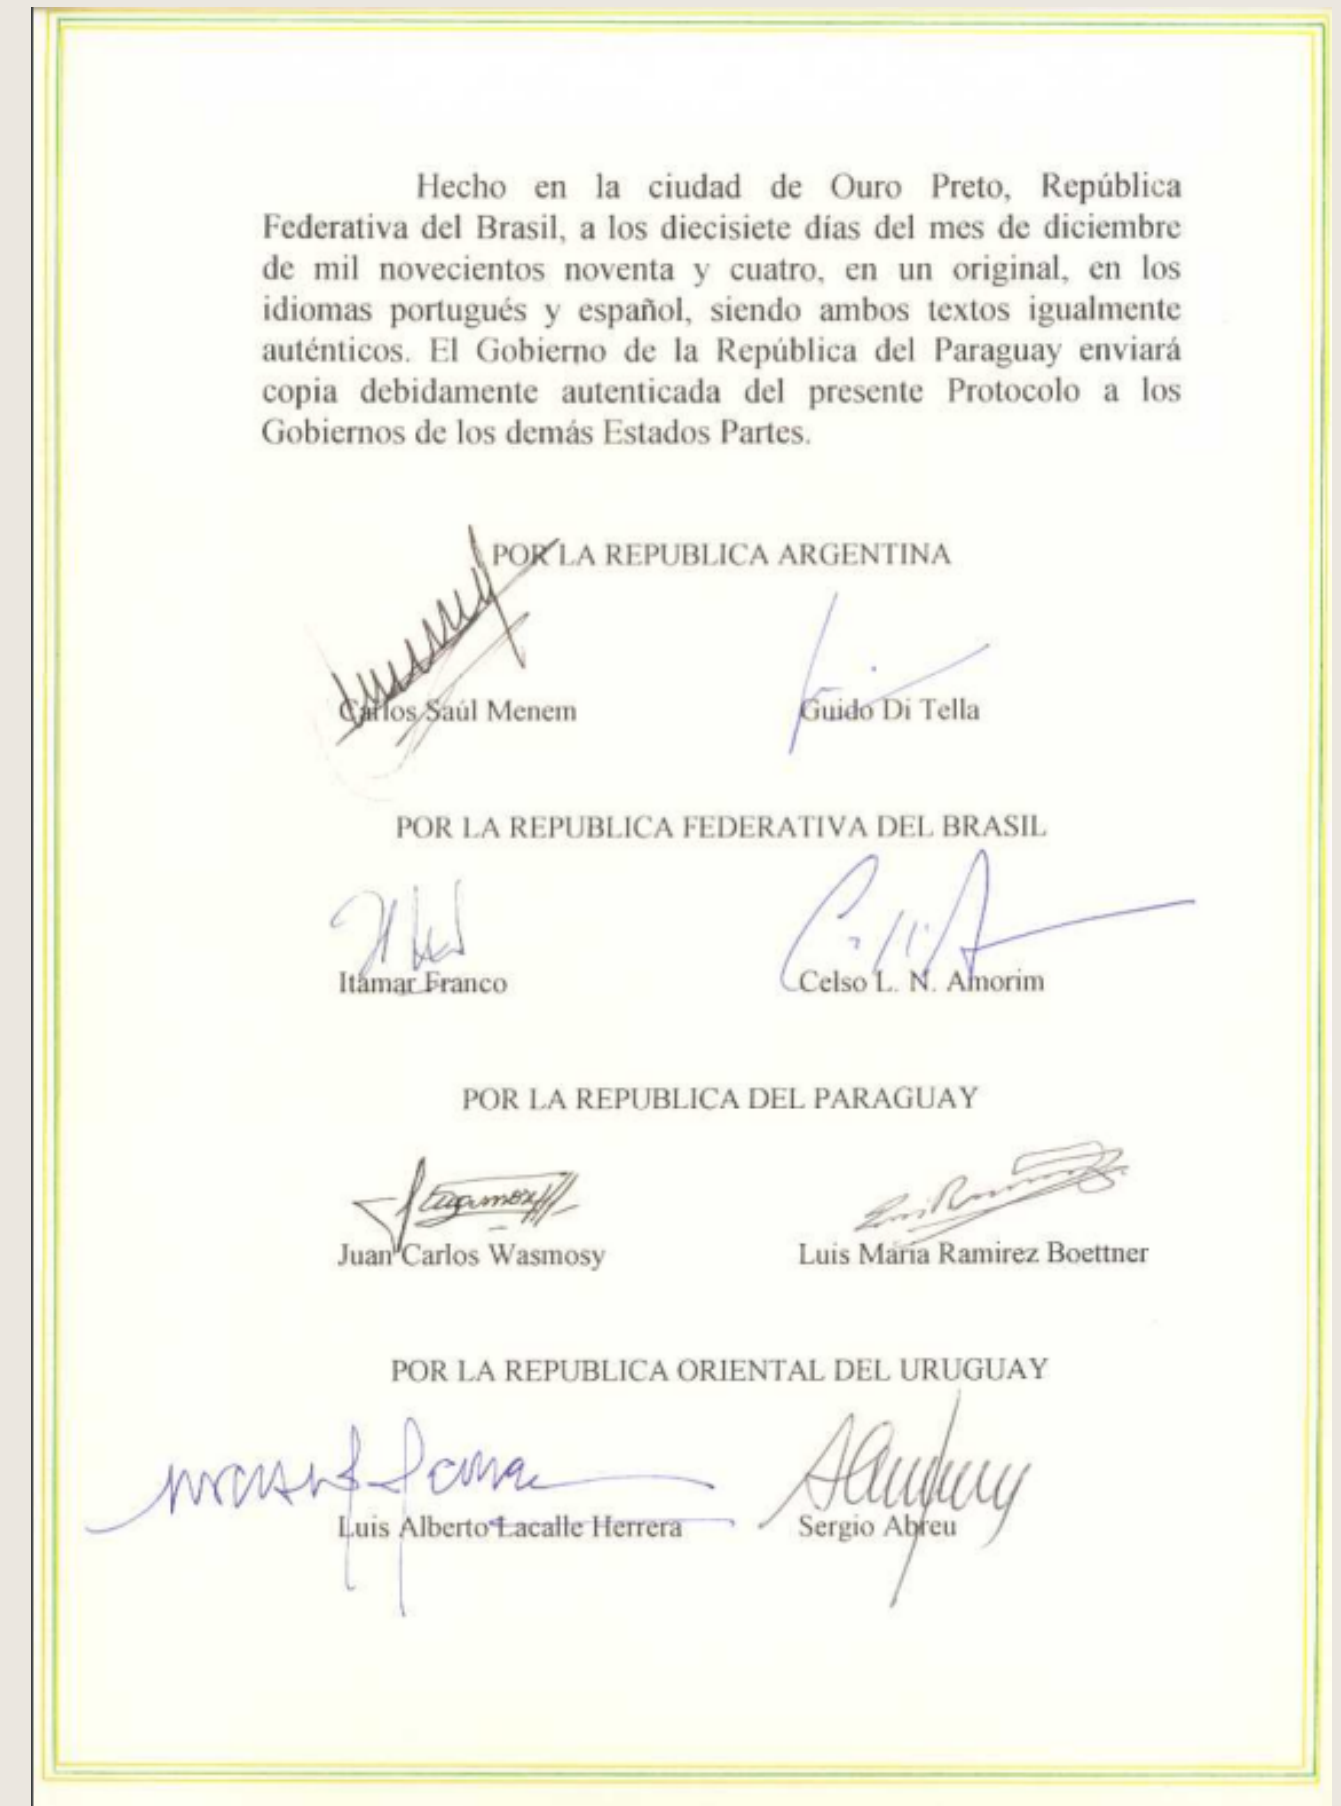 Hecho en la ciudad de Ouro Preto, República
Federativa del Brasil, a los diecisiete días del mes de diciembre
de mil novecientos noventa y cuatro, en un original, en los
idiomas portugués y español, siendo ambos textos igualmente
auténticos. El Gobierno de la República del Paraguay enviará
copia debidamente autenticada del presente Protocolo a los
Gobiernos de los demás Estados Partes.
POR LA REPUBLICA ARGENTINA
Carlos Saúl Menem Guido Di Tella
POR LA REPUBLICA FEDERATIVA DEL BRASIL
Itamar Franco Celso L. N. Amorim
POR LA REPUBLICA DEL PARAGUAY
Juan Carlos Wasmosy Luis María Ramirez Boettner
POR LA REPUBLICA ORIENTAL DEL URUGUAY
Luis Alberto Lacalle Herrera Sergio Abreu